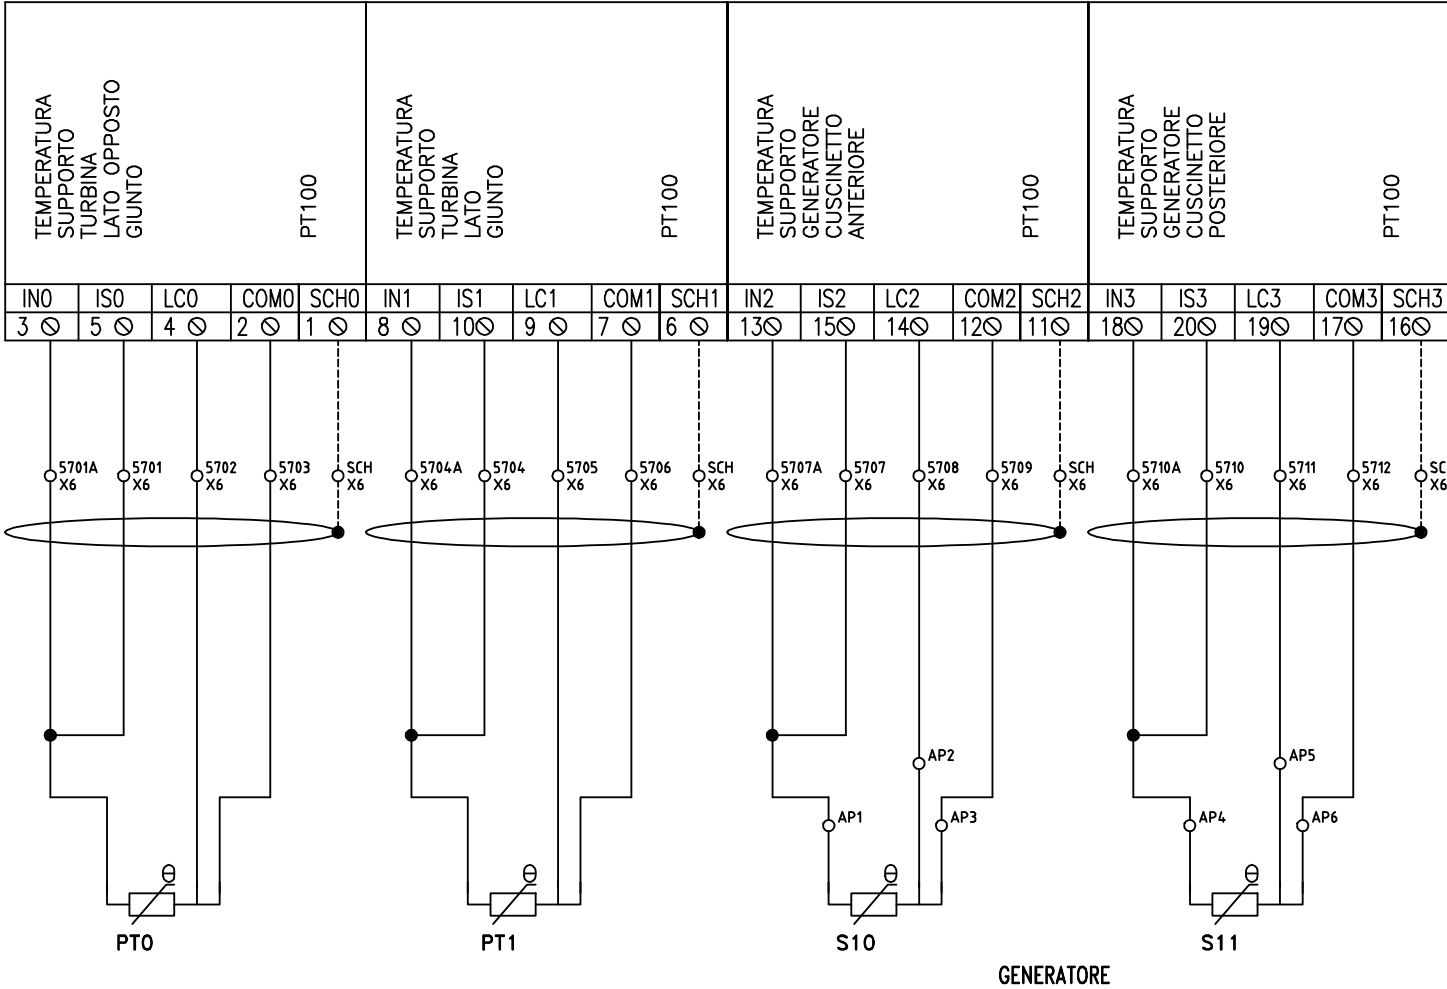 TEMPERATURA
SUPPORTO
TURBINA
LATO OPPOSTO
GIUNTO
PT100
TEMPERATURA
SUPPORTO
TURBINA
LATO
GIUNTO
PT100
TEMPERATURA
SUPPORTO
GENERATORE
CUSCINETTO
ANTERIORE
PT100
TEMPERATURA
SUPPORTO
GENERATORE
CUSCINETTO
POSTERIORE
PT100
IN0 IS0 LC0 COM0 SCH0 IN1 IS1 LC1 COM1 SCH1 IN2 IS2 LC2 COM2 SCH2 IN3 IS3 LC3 COM3 SCH3
3 5 4 2 1 8 10 9 7 6 13 15 14 12 11 18 20 19 17 16
5701A 5701 5702 5703 SCH 5704A 5704 5705 5706 SCH 5707A 5707 5708 5709 SCH 5710A 5710 5711 5712 SC
X6 X6 X6 X6 X6 X6 X6 X6 X6 X6 X6 X6 X6 X6 X6 X6 X6 X6 X6 X6
AP2 AP5
AP1 AP3 AP4 AP6
θ θ θ θ
PT0 PT1 S10 S11
GENERATORE